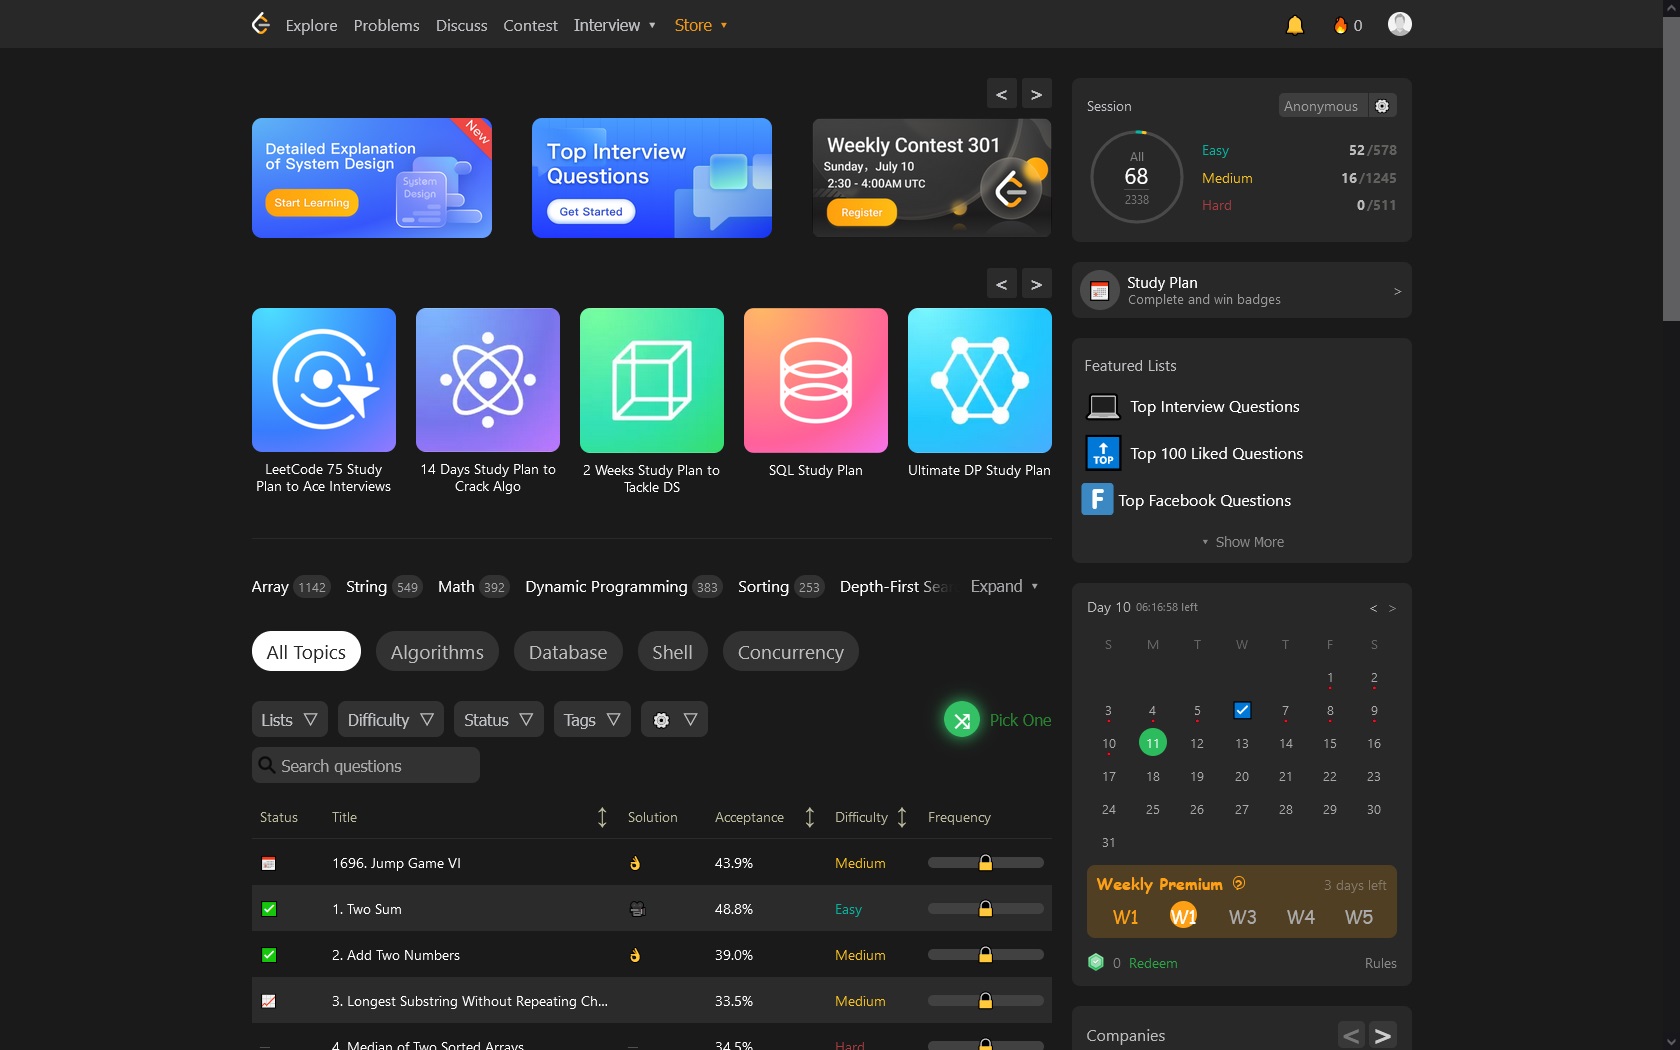 Explore Problems Discuss Contest Interview ▼ Store ▼ 0
< >
Detailed Explanation
of System Design
New
System
Design
Start Learning
Top Interview
Questions
Get Started
Weekly Contest 301
Sunday, July 10
2:30 - 4:00AM UTC
Register
< >
LeetCode 75 Study
Plan to Ace Interviews
14 Days Study Plan to
Crack Algo
2 Weeks Study Plan to
Tackle DS
SQL Study Plan
Ultimate DP Study Plan
Array 1142 String 549 Math 392 Dynamic Programming 383 Sorting 253 Depth-First Sear Expand ▼
All Topics Algorithms Database Shell Concurrency
Lists Difficulty Status Tags Pick One
Search questions
Status Title Solution Acceptance Difficulty Frequency
1696. Jump Game VI 43.9% Medium
1. Two Sum 48.8% Easy
2. Add Two Numbers 39.0% Medium
3. Longest Substring Without Repeating Ch... 33.5% Medium
4. Median of Two Sorted Arrays 34.5% Hard
Session Anonymous
All
68
2338
Easy 52/578
Medium 16/1245
Hard 0/511
Study Plan
Complete and win badges
>
Featured Lists
Top Interview Questions
TOP
Top 100 Liked Questions
F
Top Facebook Questions
▼ Show More
Day 10 06:16:58 left < >
S M T W T F S
1 2
3 4 5 7 8 9
10 11 12 13 14 15 16
17 18 19 20 21 22 23
24 25 26 27 28 29 30
31
Weekly Premium 3 days left
W1 W1 W3 W4 W5
0 Redeem Rules
Companies < >